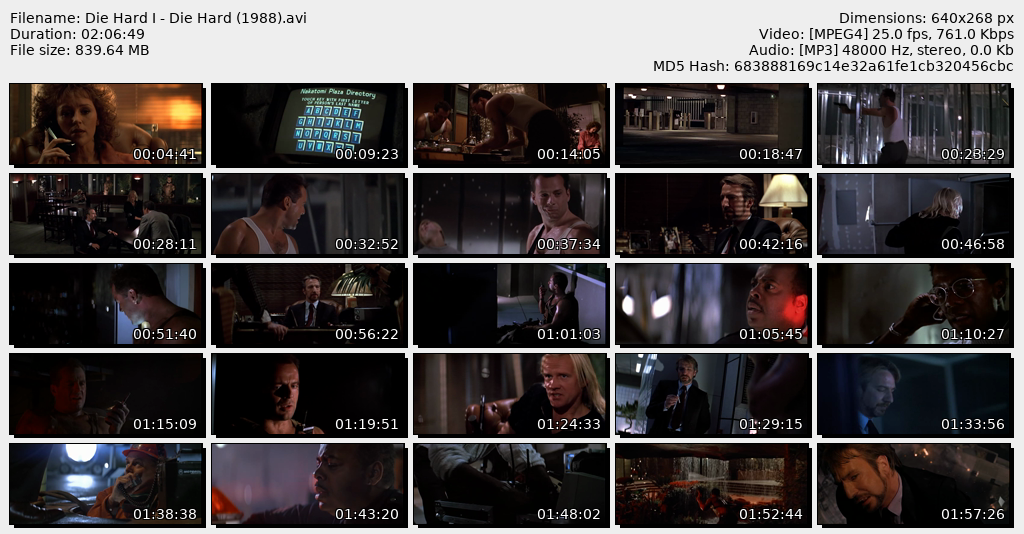 Filename: Die Hard I - Die Hard (1988).avi
Duration: 02:06:49
File size: 839.64 MB
Dimensions: 640x268 px
Video: [MPEG4] 25.0 fps, 761.0 Kbps
Audio: [MP3] 48000 Hz, stereo, 0.0 Kb
MD5 Hash: 683888169c14e32a61fe1cb320456cbc
00:04:41
Nakatomi Plaza Directory
TOUCH KEY WITH FIRST LETTER
OF PERSON'S LAST NAME
A B C D E F
G H I J K L M
N O P Q R S T
U V W X
00:09:23
00:14:05
00:18:47
00:23:29
00:28:11
00:32:52
00:37:34
00:42:16
00:46:58
00:51:40
00:56:22
01:01:03
01:05:45
01:10:27
01:15:09
01:19:51
01:24:33
01:29:15
01:33:56
01:38:38
01:43:20
01:48:02
01:52:44
01:57:26